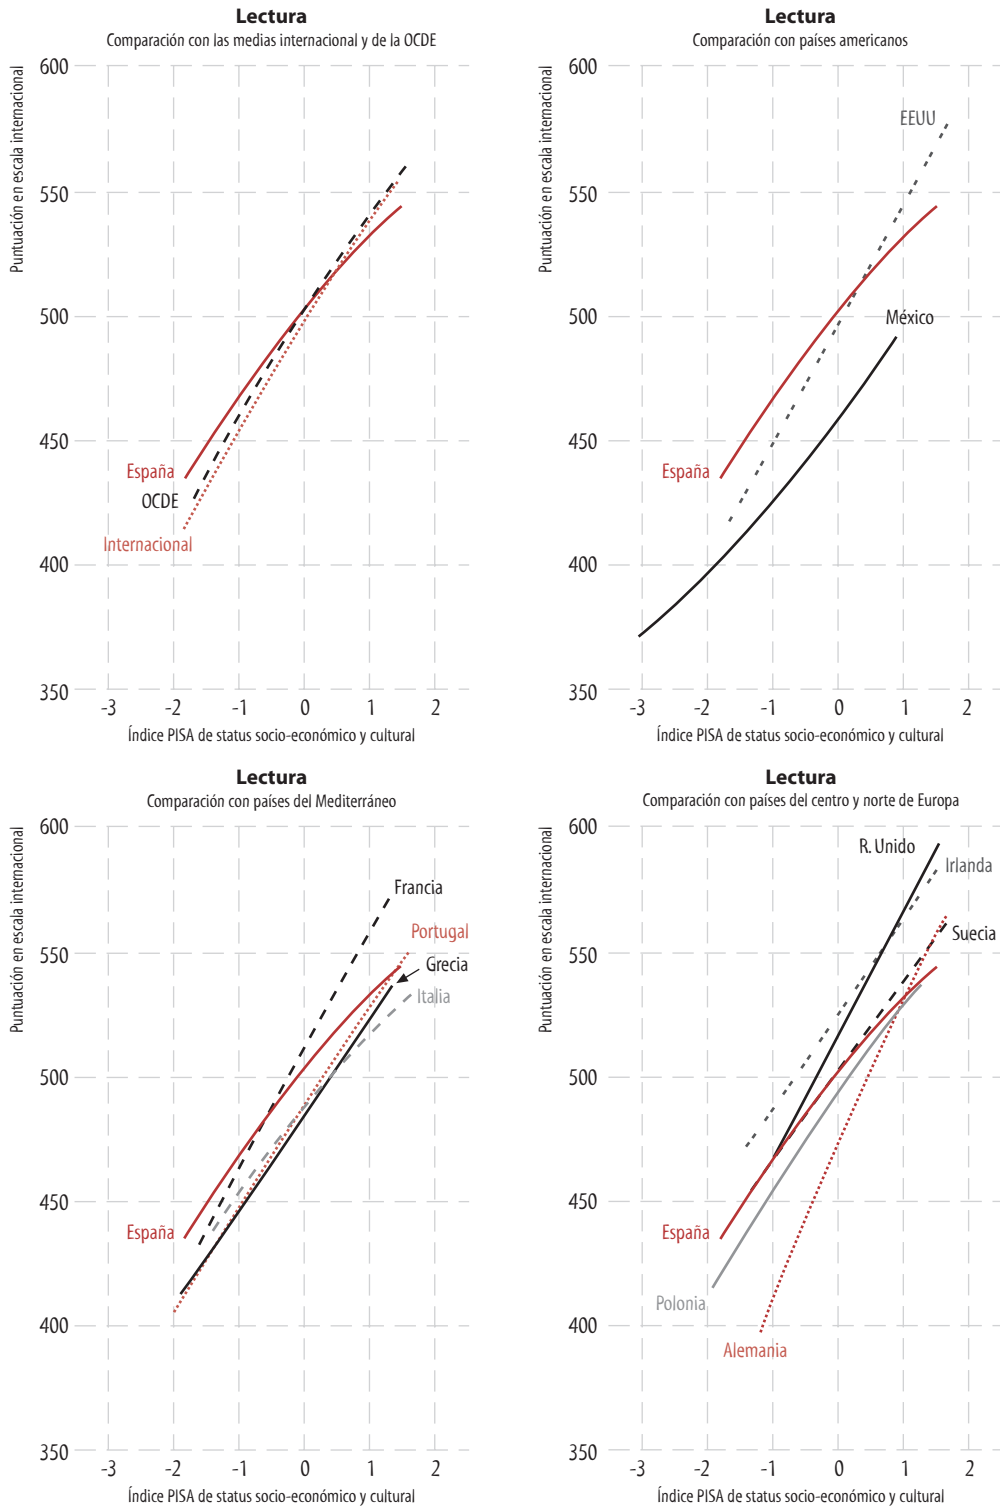 Lectura
Comparación con las medias internacional y de la OCDE
Puntuación en escala internacional
600
550
500
450
400
350
España
OCDE
Internacional
-3 -2 -1 0 1 2
Índice PISA de status socio-económico y cultural
Lectura
Comparación con países americanos
Puntuación en escala internacional
600
550
500
450
400
350
EEUU
México
España
-3 -2 -1 0 1 2
Índice PISA de status socio-económico y cultural
Lectura
Comparación con países del Mediterráneo
Puntuación en escala internacional
600
550
500
450
400
350
Francia
Portugal
Grecia
Italia
España
-3 -2 -1 0 1 2
Índice PISA de status socio-económico y cultural
Lectura
Comparación con países del centro y norte de Europa
Puntuación en escala internacional
600
550
500
450
400
350
R. Unido
Irlanda
Suecia
España
Polonia
Alemania
-3 -2 -1 0 1 2
Índice PISA de status socio-económico y cultural